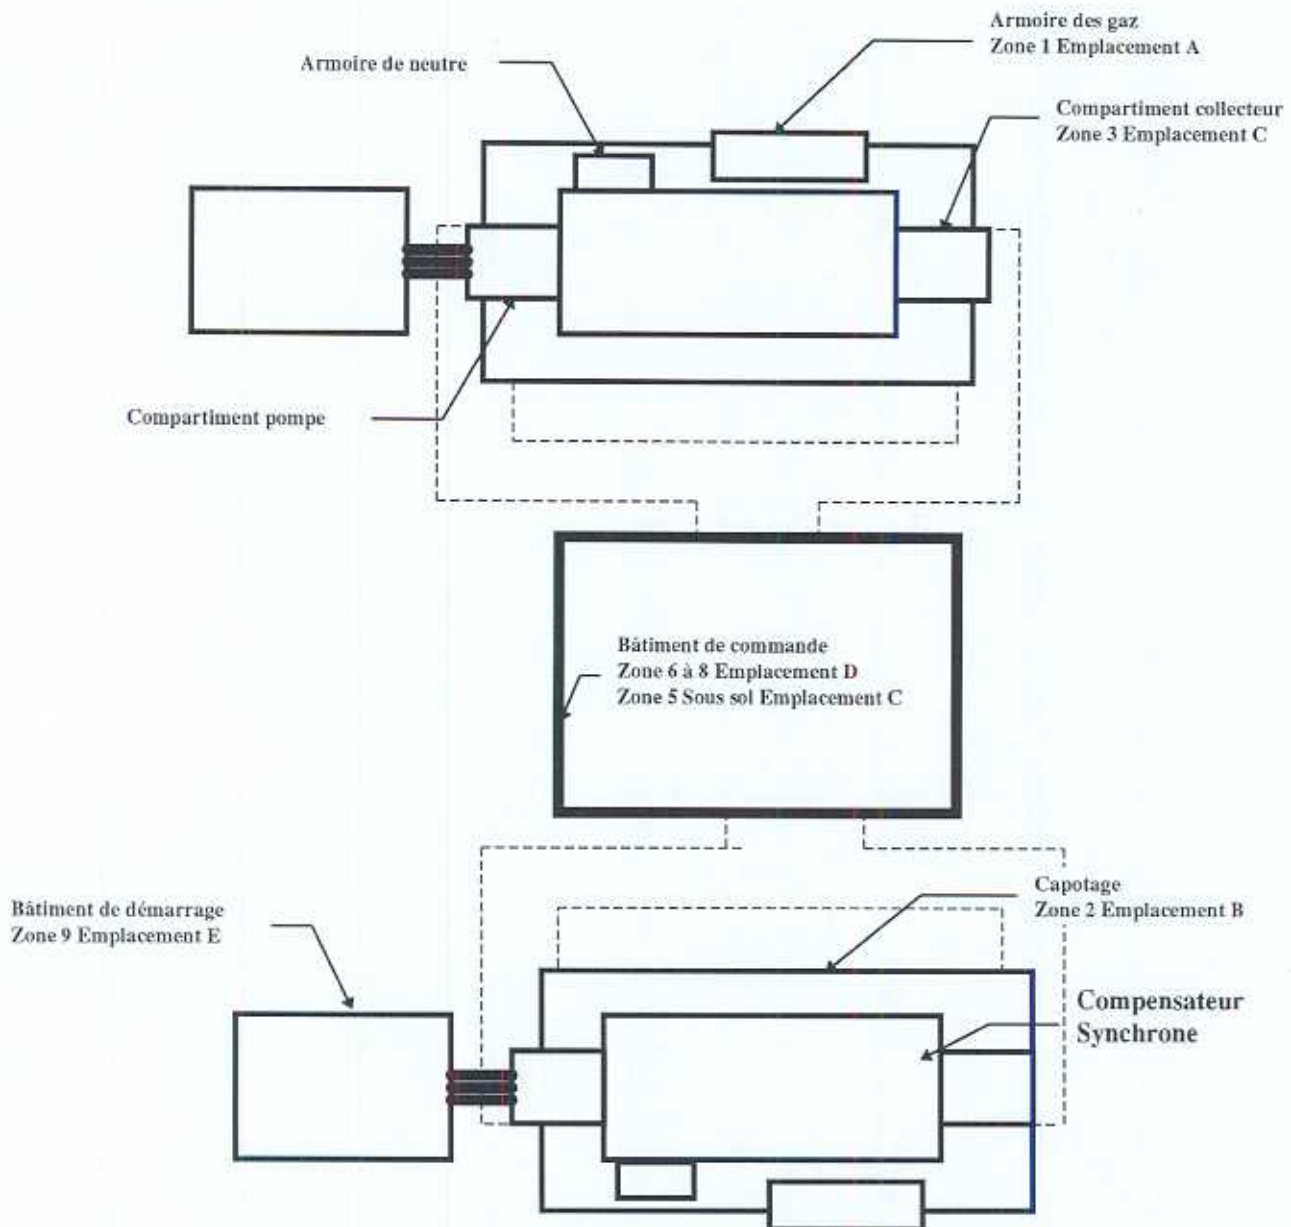 Armoire des gaz
Zone 1 Emplacement A
Armoire de neutre
Compartiment collecteur
Zone 3 Emplacement C
Compartiment pompe
Bâtiment de commande
Zone 6 à 8 Emplacement D
Zone 5 Sous sol Emplacement C
Capotage
Zone 2 Emplacement B
Bâtiment de démarrage
Zone 9 Emplacement E
Compensateur
Synchrone